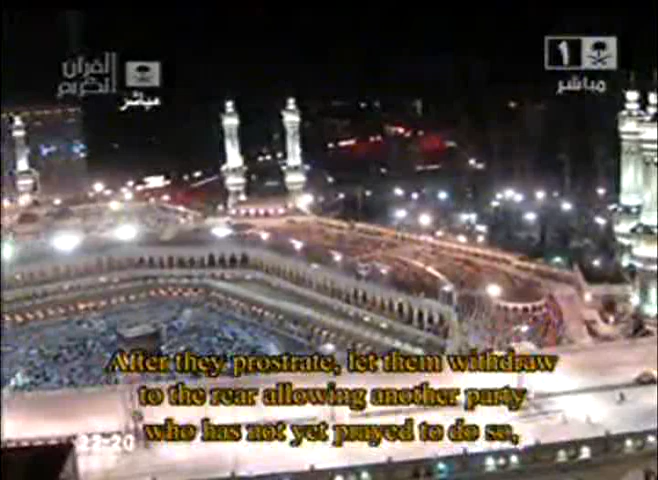 القرآن
الكريم
مباشر
1
مباشر
After they prostrate, let them withdraw
to the rear allowing another party
who has not yet prayed to do so,
22:20